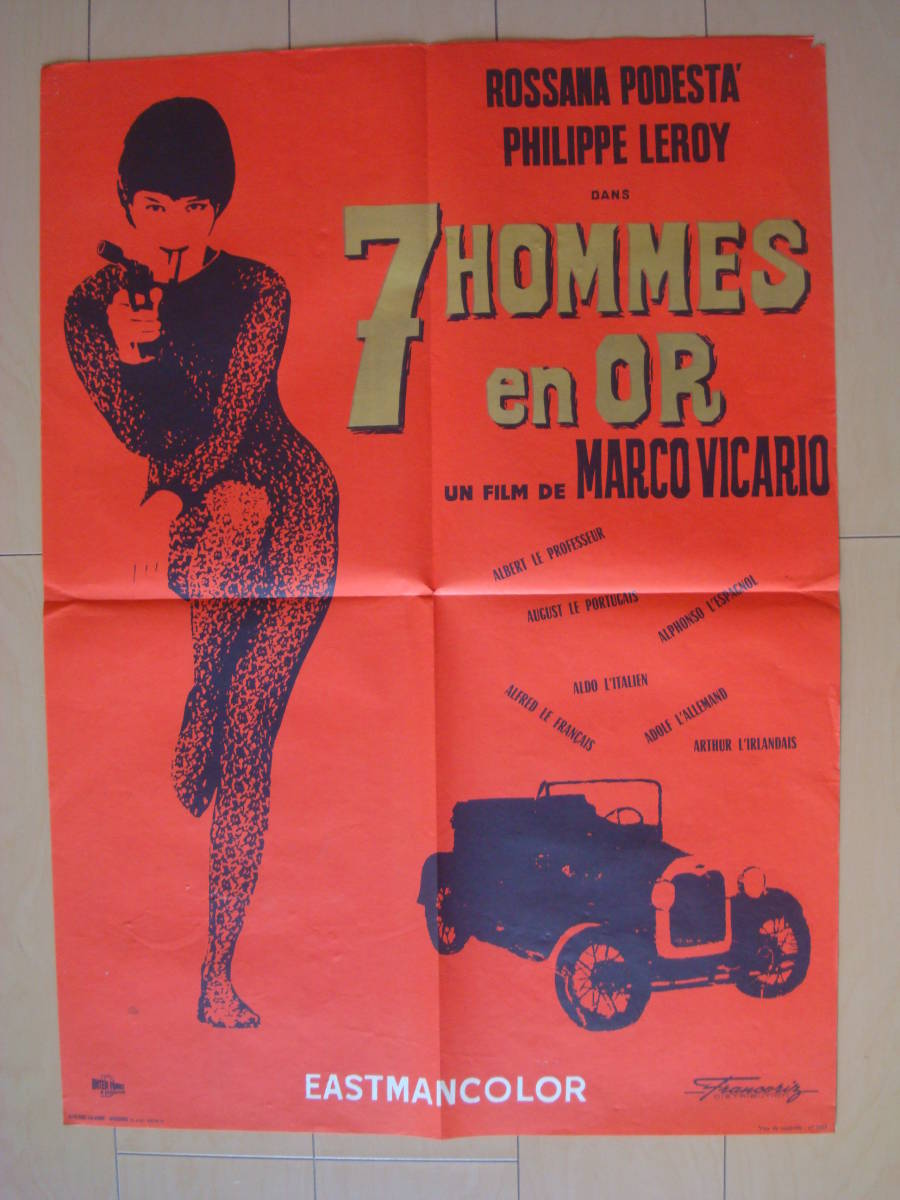 ROSSANA PODESTA'
PHILIPPE LEROY
DANS
7 HOMMES
en OR
UN FILM DE MARCO VICARIO
ALBERT LE PROFESSEUR
AUGUST LE PORTUGAIS
ALPHONSO L'ESPAGNOL
ALDO L'ITALIEN
ALFRED LE FRANÇAIS
ADOLF L'ALLEMAND
ARTHUR L'IRLANDAIS
EASTMANCOLOR
Francoriz
DISTRIBUTION